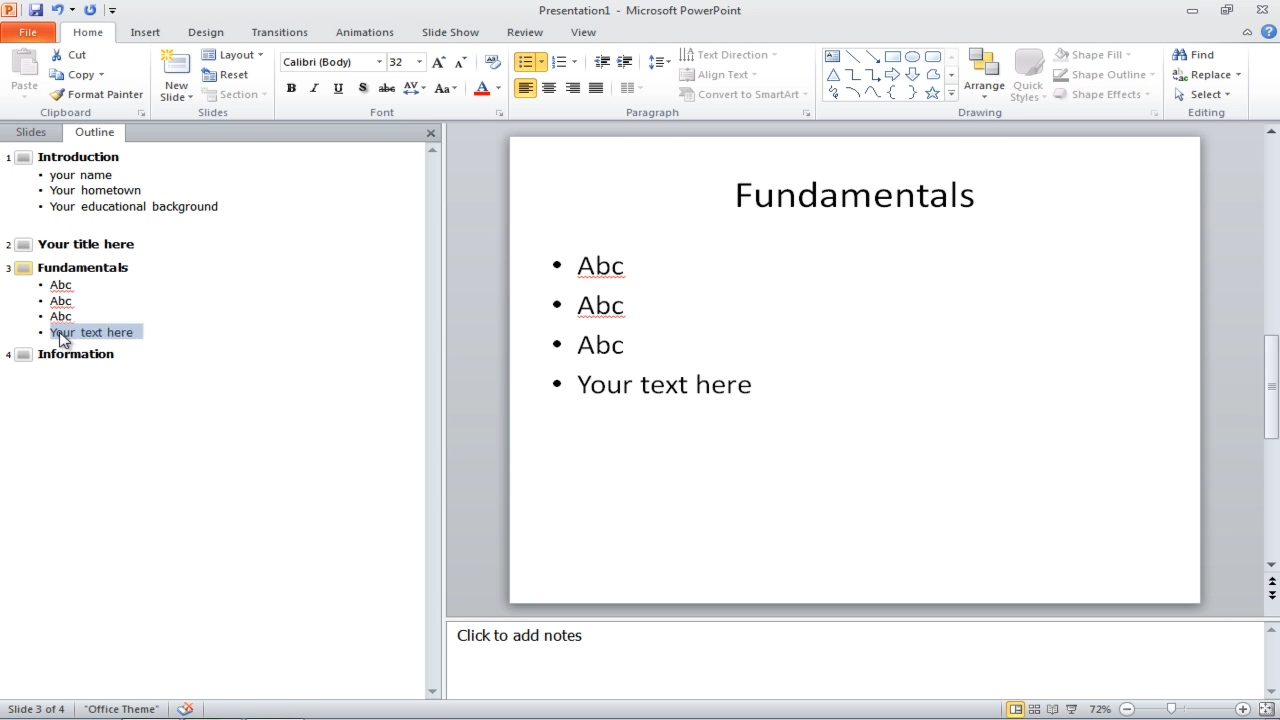 Presentation1 - Microsoft PowerPoint
File Home Insert Design Transitions Animations Slide Show Review View
Paste
Cut
Copy
Format Painter
Clipboard
New Slide
Layout
Reset
Section
Slides
Calibri (Body) 32
B I U S abc AV Aa A
Font
Text Direction
Align Text
Convert to SmartArt
Paragraph
Arrange
Quick Styles
Shape Fill
Shape Outline
Shape Effects
Drawing
Find
Replace
Select
Editing
Slides Outline
1 Introduction
• your name
• Your hometown
• Your educational background
2 Your title here
3 Fundamentals
• Abc
• Abc
• Abc
• Your text here
4 Information
Fundamentals
• Abc
• Abc
• Abc
• Your text here
Click to add notes
Slide 3 of 4 "Office Theme" 72%